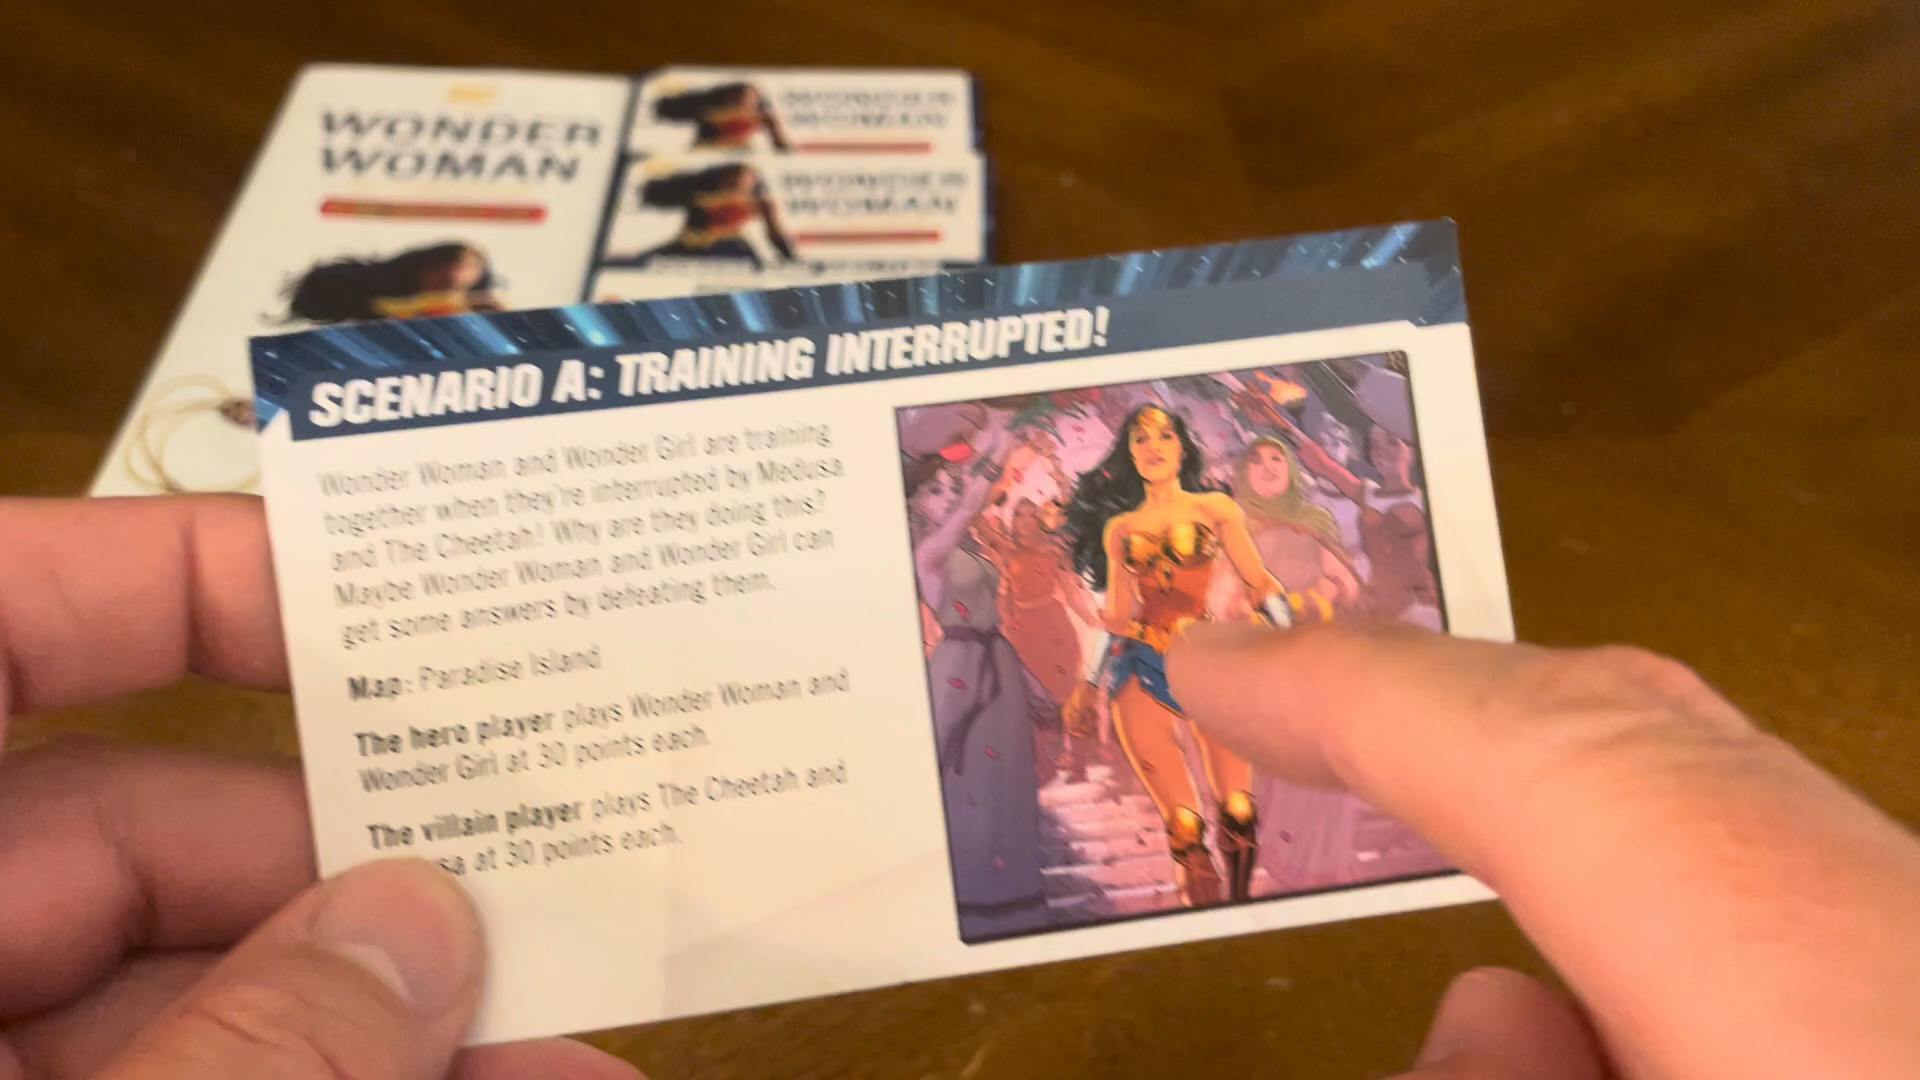 WONDER
WOMAN
WONDER
WOMAN
WONDER
WOMAN
SCENARIO A: TRAINING INTERRUPTED!
Wonder Woman and Wonder Girl are training
together when they're interrupted by Medusa
and The Cheetah! Why are they doing this?
Maybe Wonder Woman and Wonder Girl can
get some answers by defeating them.
Map: Paradise Island
The hero player plays Wonder Woman and
Wonder Girl at 30 points each.
The villain player plays The Cheetah and
at 30 points each.